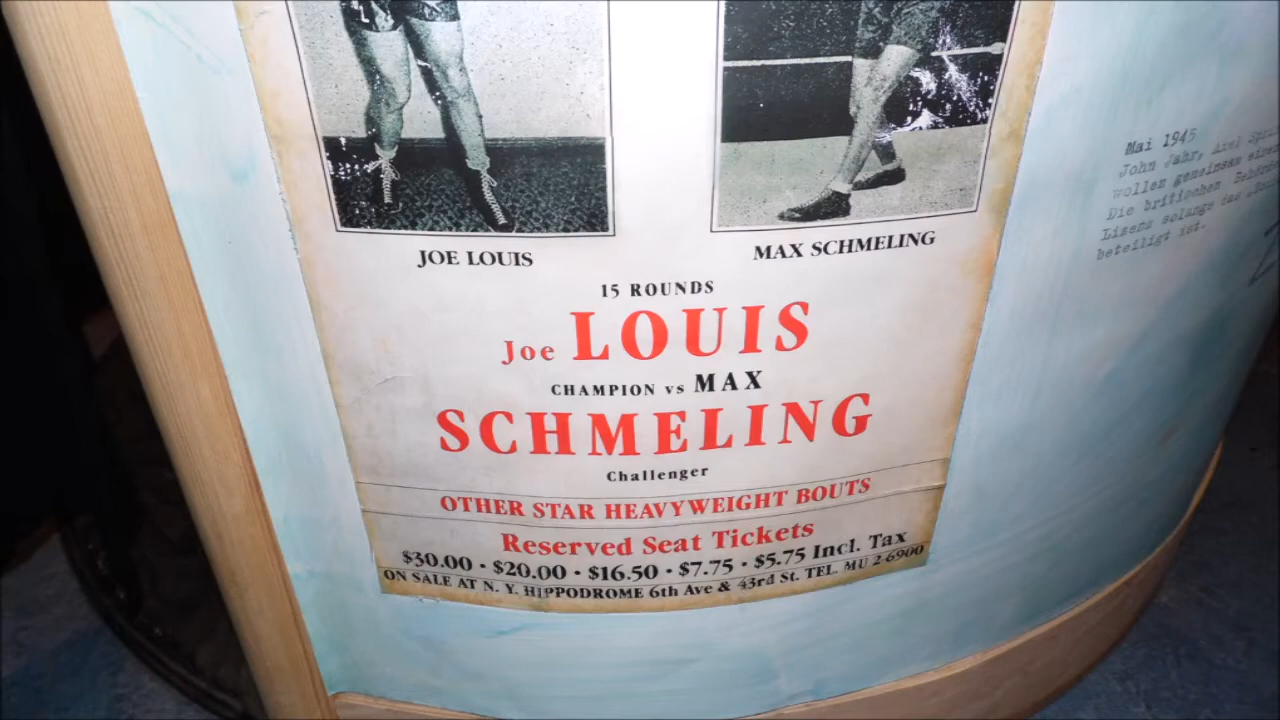 JOE LOUIS
MAX SCHMELING
15 ROUNDS
Joe LOUIS
CHAMPION vs MAX
SCHMELING
Challenger
OTHER STAR HEAVYWEIGHT BOUTS
Reserved Seat Tickets
$30.00 · $20.00 · $16.50 · $7.75 · $5.75 Incl. Tax
ON SALE AT N. Y. HIPPODROME 6th Ave & 43rd St. TEL. MU 2-6900
Mai 1945
John Jahr, Axel
wollen gemeinsam
Die britischen
Lizenz solange
beteiligt ist.